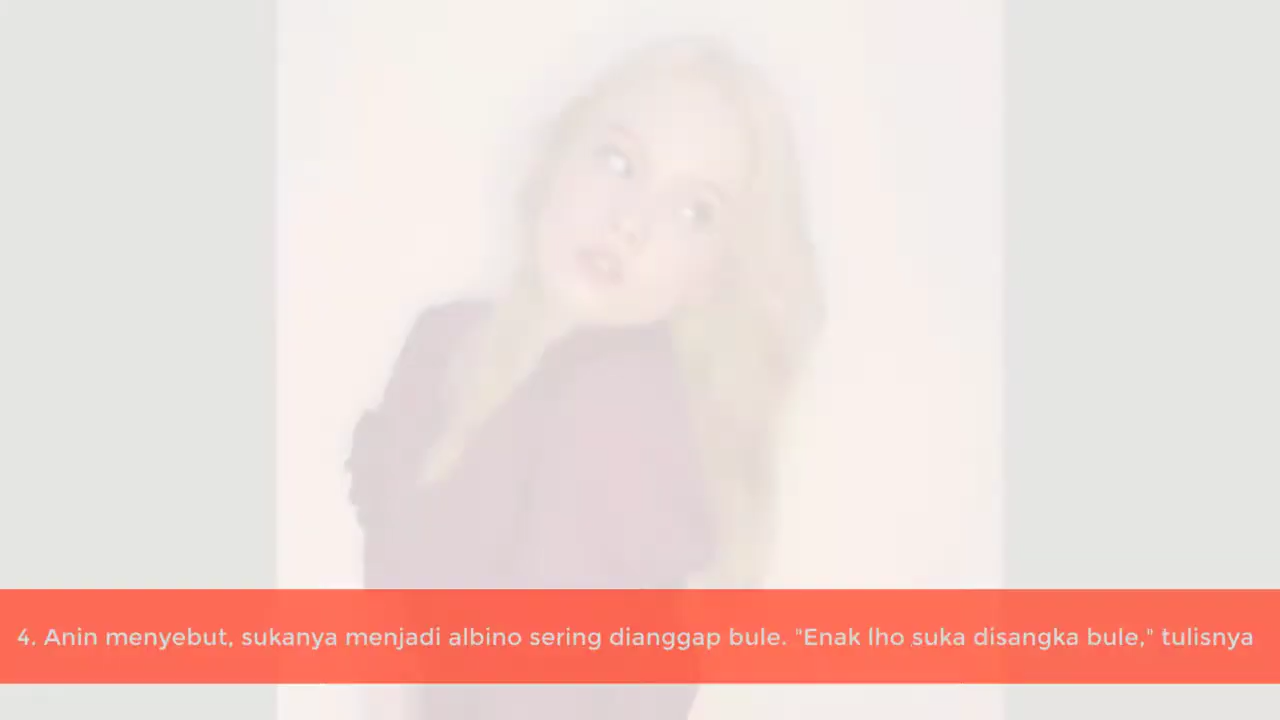 4. Anin menyebut, sukanya menjadi albino sering dianggap bule. "Enak lho suka disangka bule," tulisnya